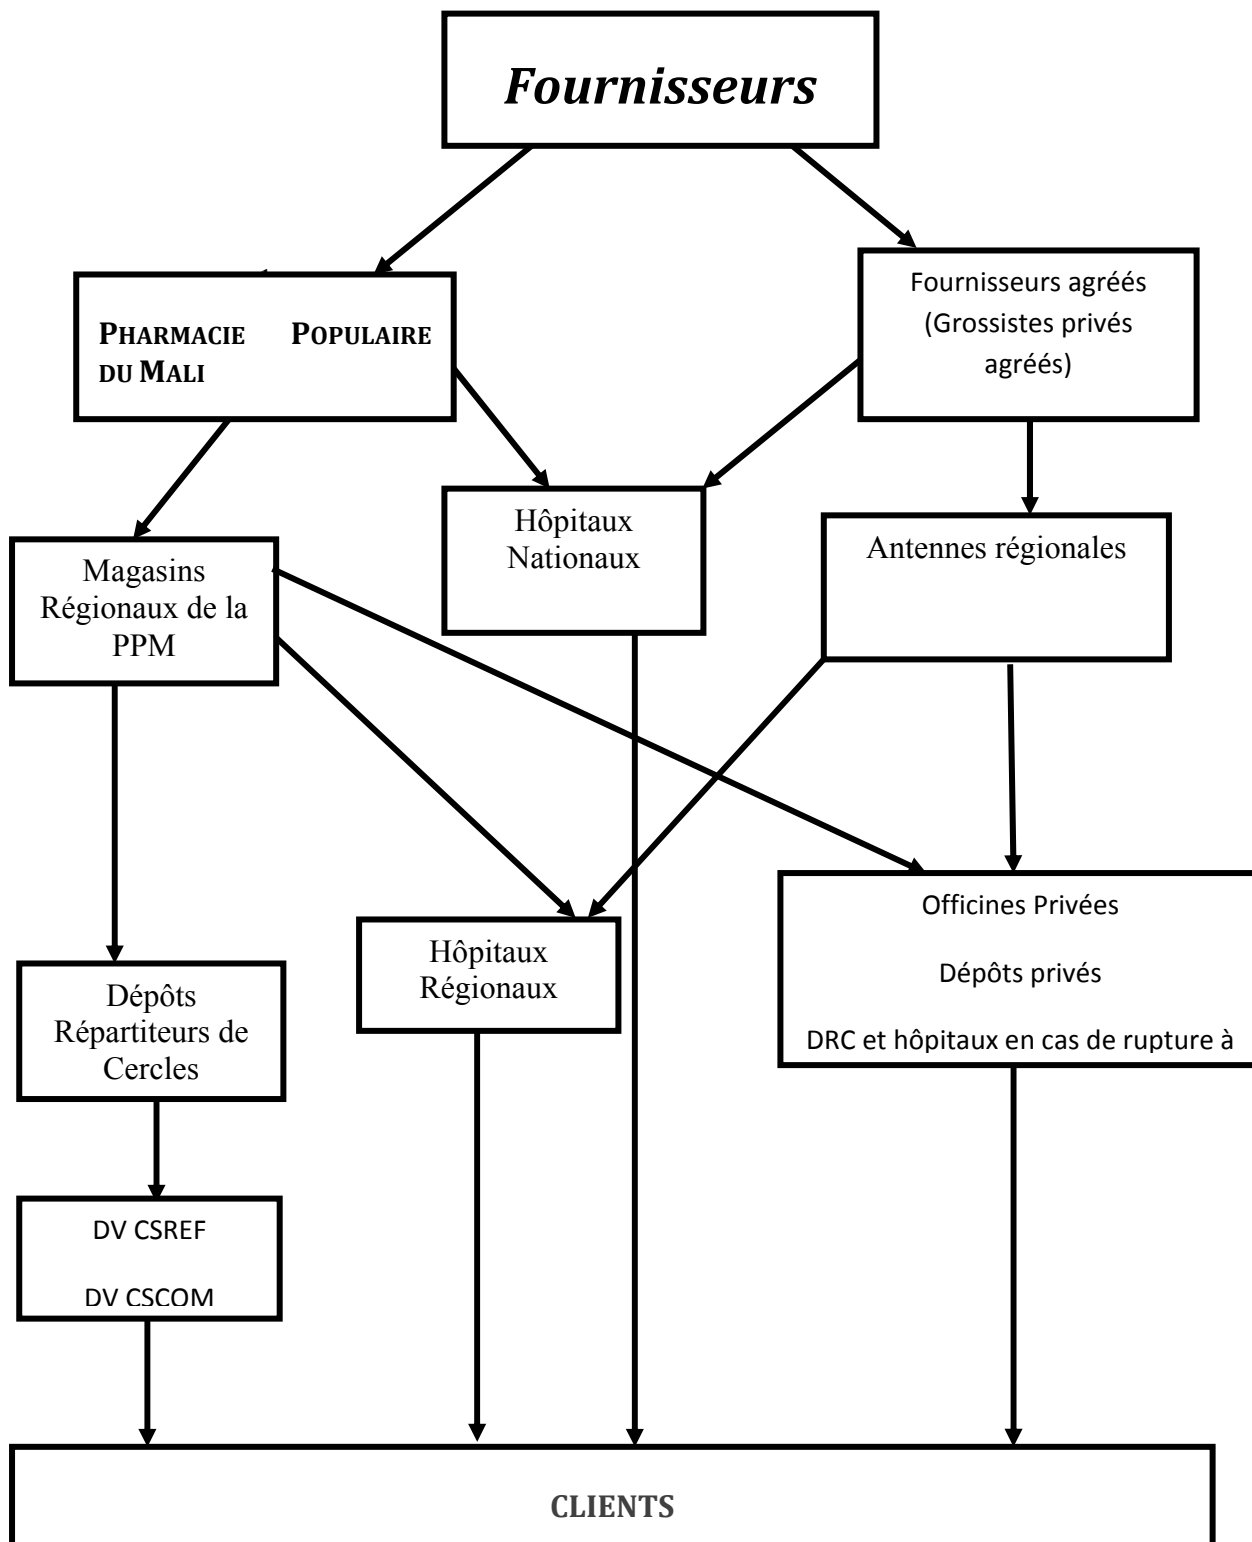 Fournisseurs
Fournisseurs agréés
(Grossistes privés
agréés)
PHARMACIE POPULAIRE
DU MALI
Hôpitaux
Nationaux
Antennes régionales
Magasins
Régionaux de la
PPM
Officines Privées
Dépôts privés
DRC et hôpitaux en cas de rupture à
Hôpitaux
Régionaux
Dépôts
Répartiteurs de
Cercles
DV CSREF
DV CSCOM
CLIENTS